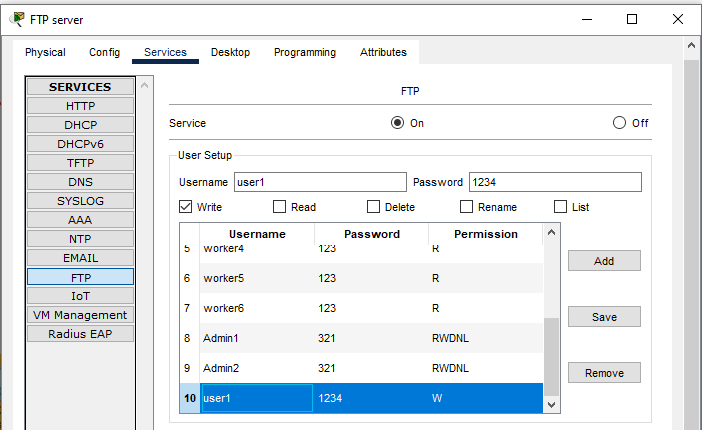 FTP server
Physical Config Services Desktop Programming Attributes
SERVICES
HTTP
DHCP
DHCPv6
TFTP
DNS
SYSLOG
AAA
NTP
EMAIL
FTP
IoT
VM Management
Radius EAP
FTP
Service On Off
User Setup
Username user1 Password 1234
Write Read Delete Rename List
Username Password Permission
5 worker4 123 R
6 worker5 123 R
7 worker6 123 R
8 Admin1 321 RWDNL
9 Admin2 321 RWDNL
10 user1 1234 W
Add
Save
Remove